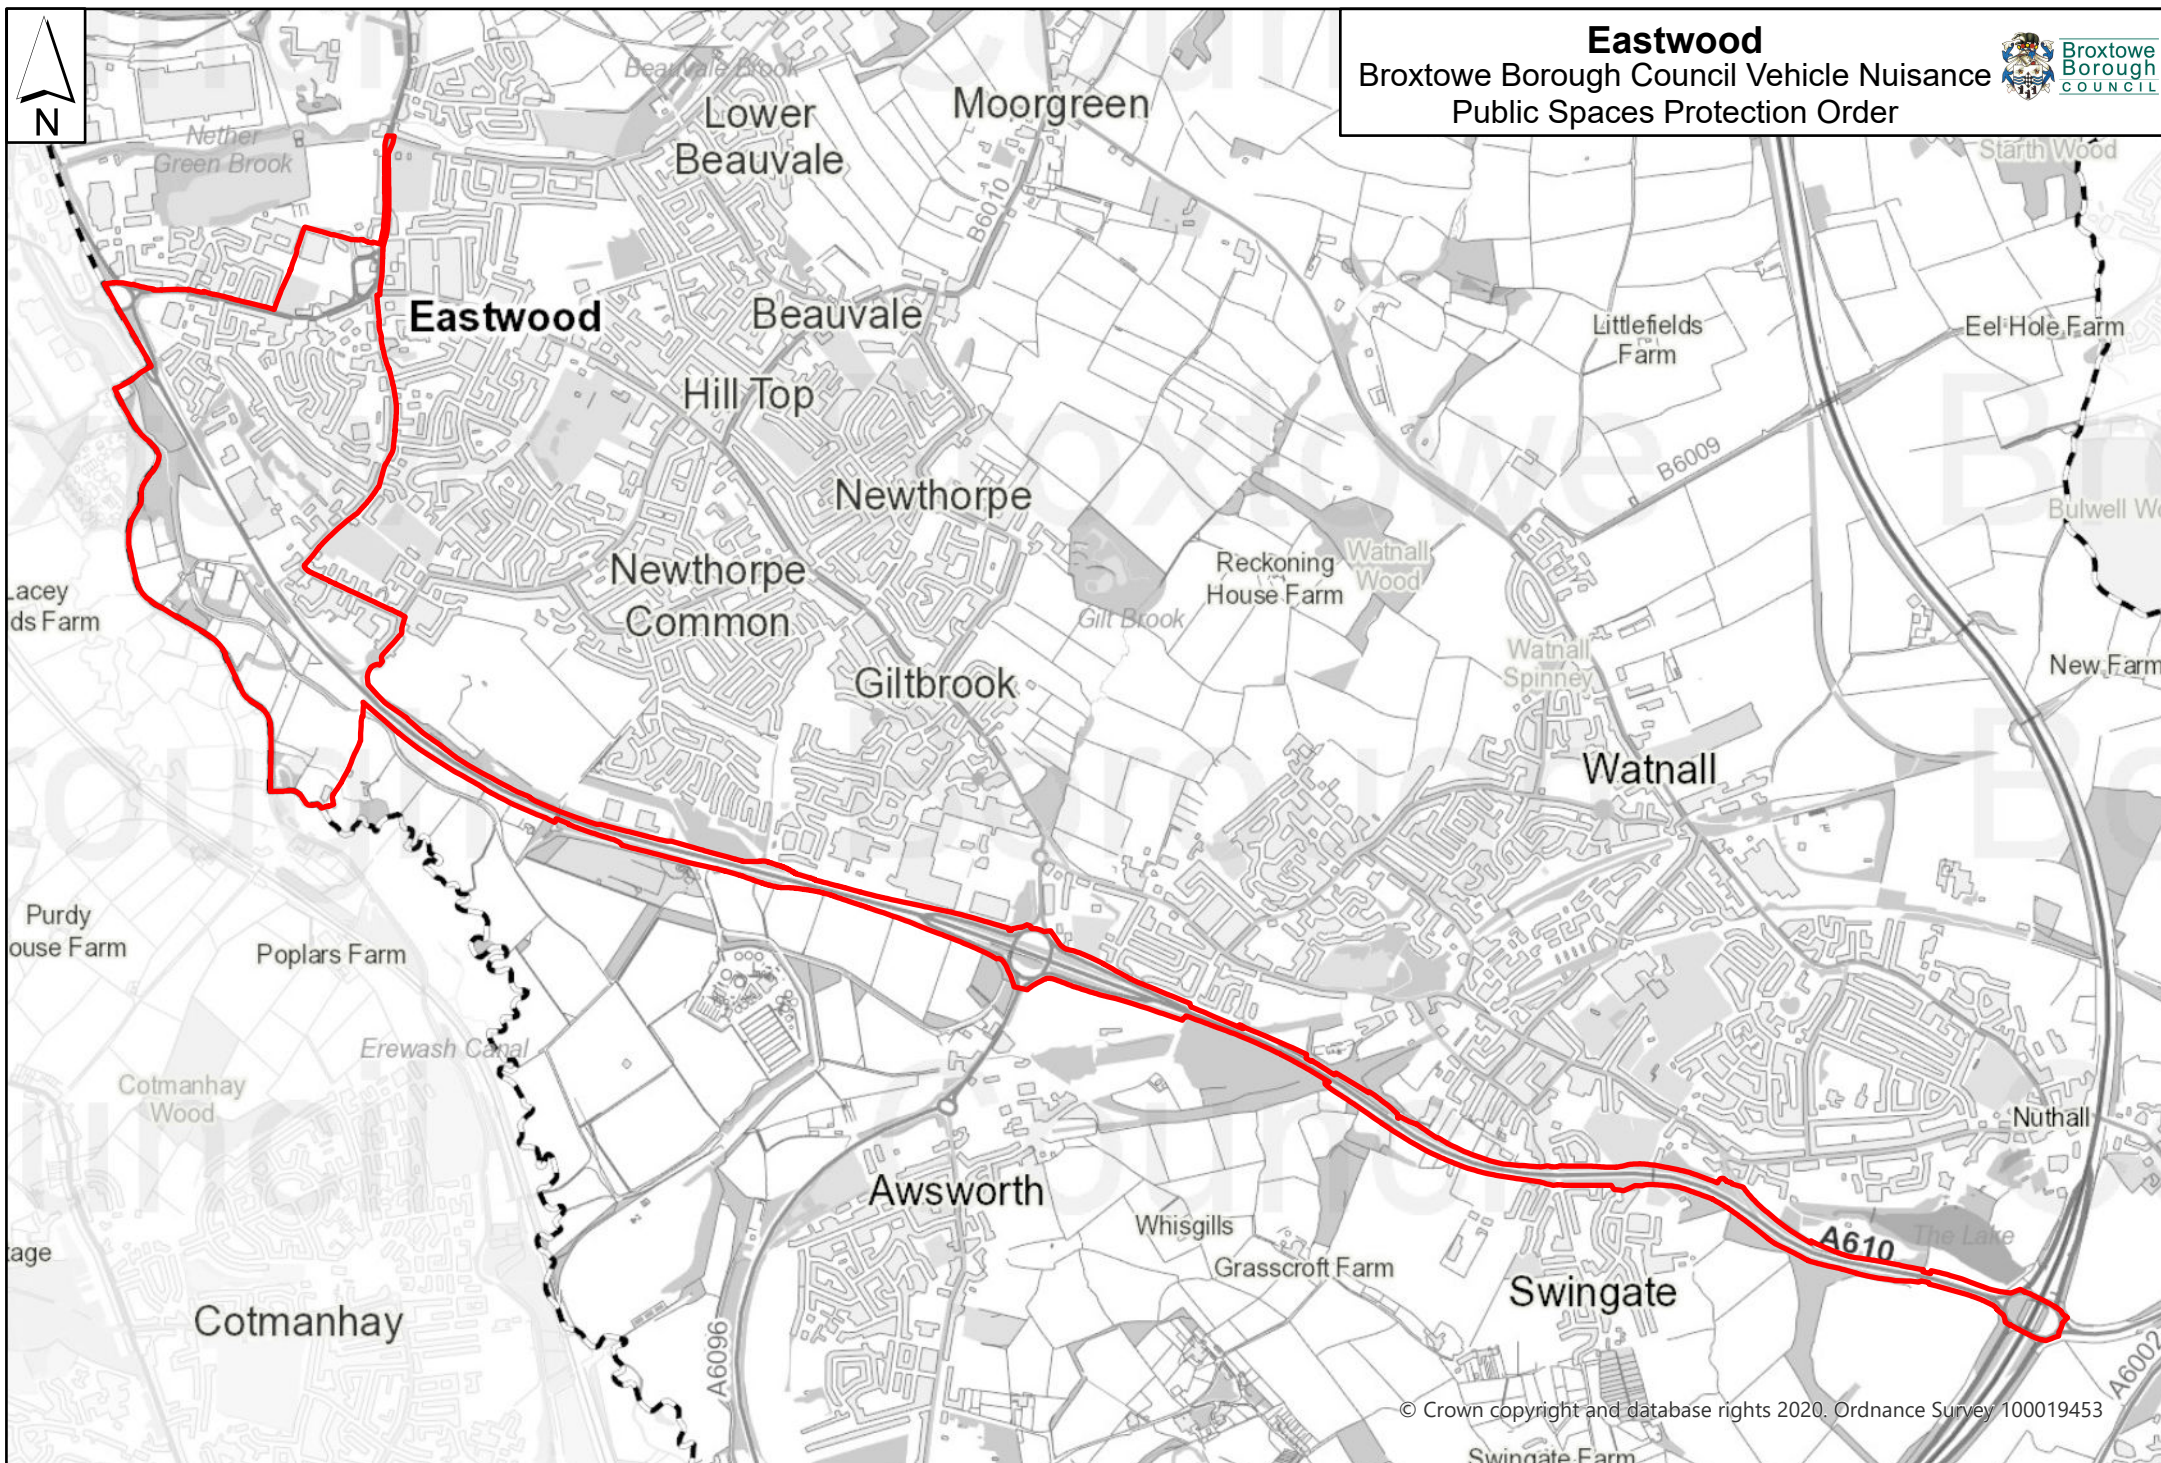 Eastwood
Broxtowe Borough Council Vehicle Nuisance
Public Spaces Protection Order
Broxtowe
Borough
COUNCIL
N
Beauvale Brook
Lower
Beauvale
Moorgreen
Nether
Green Brook
Starth Wood
B6010
Eastwood
Beauvale
Littlefields
Farm
Eel Hole Farm
Hill Top
B6009
Newthorpe
Bulwell Wo
Newthorpe
Common
Reckoning
House Farm
Watnall
Wood
Lacey
ds Farm
Gilt Brook
Watnall
Spinney
New Farm
Giltbrook
Watnall
Purdy
ouse Farm
Poplars Farm
Erewash Canal
Cotmanhay
Wood
Nuthall
Awsworth
Whisgills
The Lake
A610
tage
Grasscroft Farm
Swingate
Cotmanhay
A6096
A6002
© Crown copyright and database rights 2020. Ordnance Survey 100019453
Swingate Farm
Broxtowe
Borough
Council